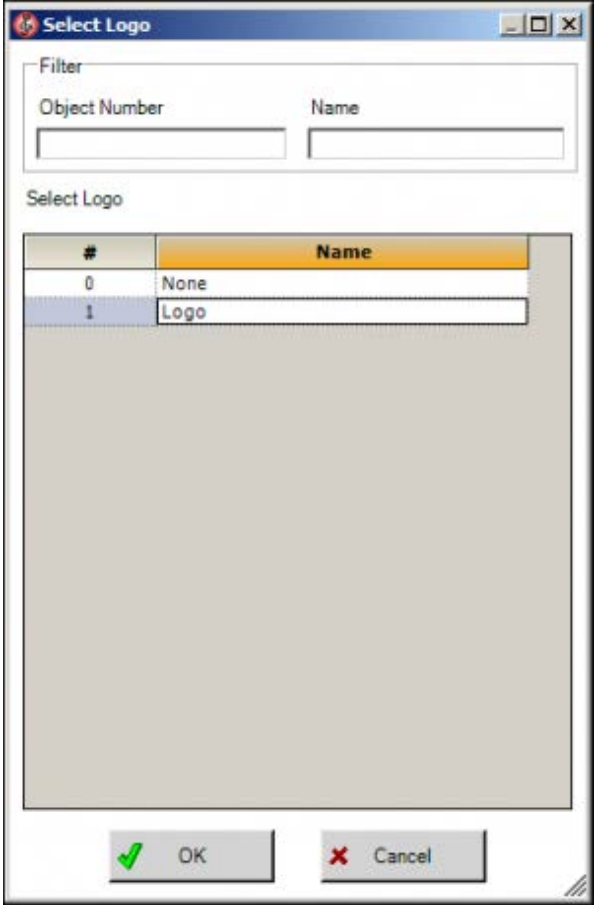 Select Logo
Filter
Object Number Name
Select Logo
# Name
0 None
1 Logo
OK Cancel